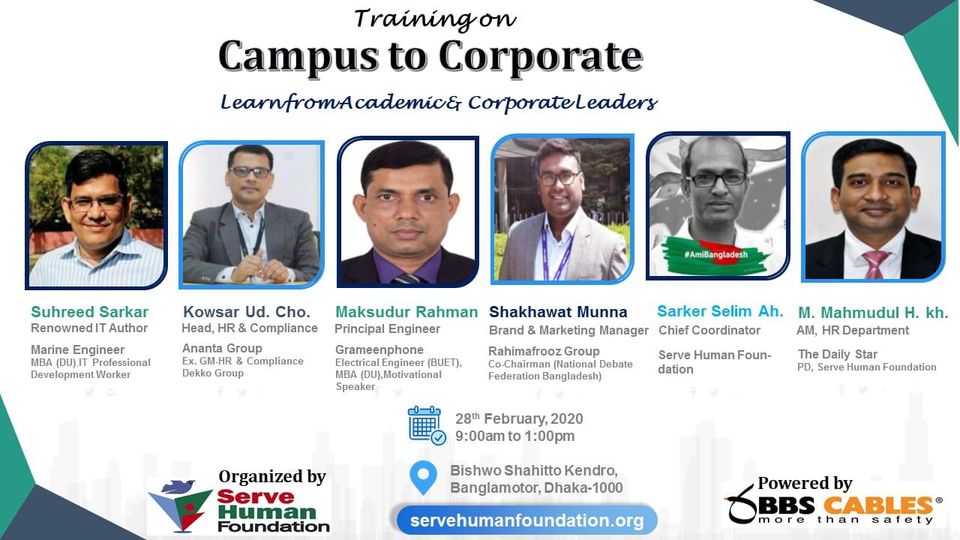 Training on
Campus to Corporate
Learn from Academic & Corporate Leaders
#AmiBangladesh
Suhreed Sarkar
Renowned IT Author
Marine Engineer
MBA (DU),IT Professional
Development Worker
Kowsar Ud. Cho.
Head, HR & Compliance
Ananta Group
Ex. GM-HR & Compliance
Dekko Group
Maksudur Rahman
Principal Engineer
Grameenphone
Electrical Engineer (BUET),
MBA (DU),Motivational
Speaker
Shakhawat Munna
Brand & Marketing Manager
Rahimafrooz Group
Co-Chairman (National Debate
Federation Bangladesh)
Sarker Selim Ah.
Chief Coordinator
Serve Human Foun-
dation
M. Mahmudul H. kh.
AM, HR Department
The Daily Star
PD, Serve Human Foundation
28th February, 2020
9:00am to 1:00pm
Bishwo Shahitto Kendro,
Banglamotor, Dhaka-1000
servehumanfoundation.org
Organized by
Serve
Human
Foundation
Powered by
BBS CABLES®
more than safety